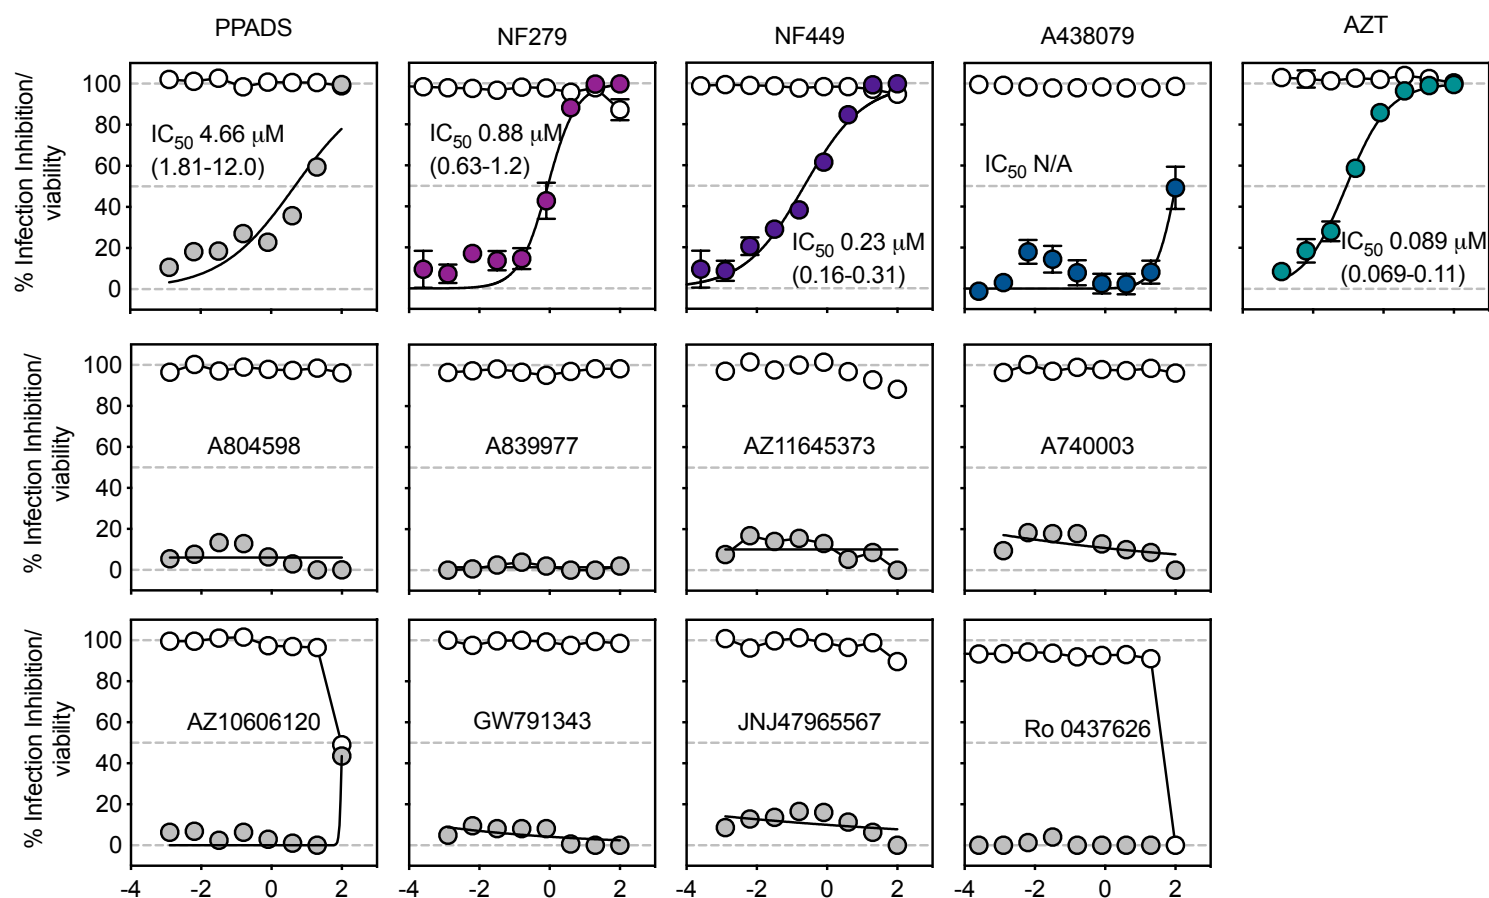 PPADS
NF279
NF449
A438079
AZT
% Infection Inhibition/
viability
100
80
60
40
20
0
IC50 4.66 μM
(1.81-12.0)
IC50 0.88 μM
(0.63-1.2)
IC50 0.23 μM
(0.16-0.31)
IC50 N/A
IC50 0.089 μM
(0.069-0.11)
% Infection Inhibition/
viability
100
80
60
40
20
0
A804598
A839977
AZ11645373
A740003
% Infection Inhibition/
viability
100
80
60
40
20
0
AZ10606120
GW791343
JNJ47965567
Ro 0437626
-4 -2 0 2
-4 -2 0 2
-4 -2 0 2
-4 -2 0 2